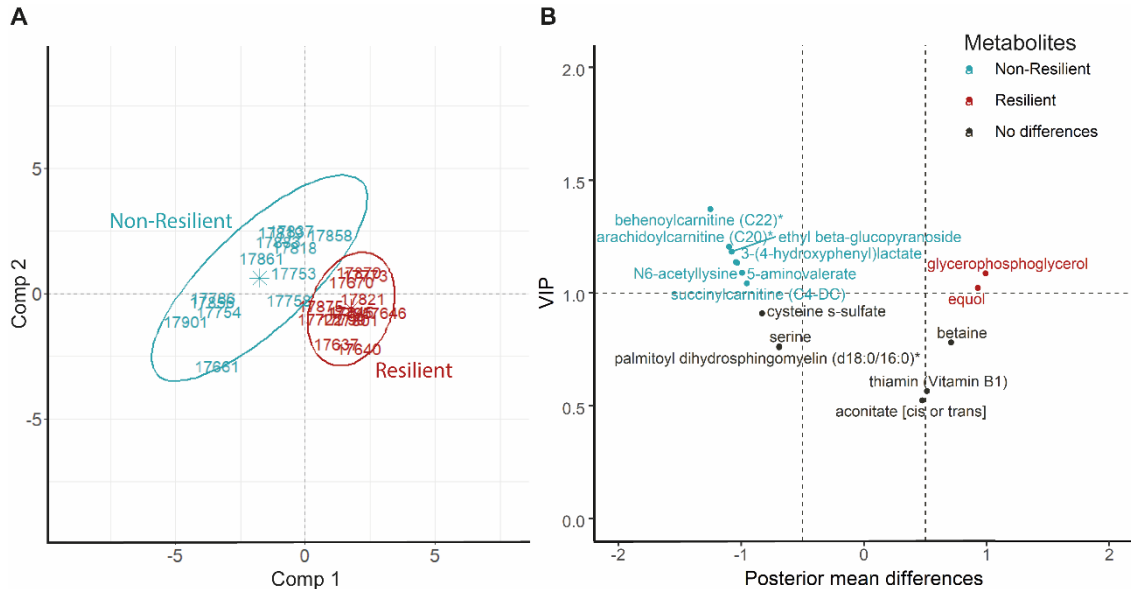 A
Comp 2
5
0
-5
-5
0
5
Comp 1
Non-Resilient
17858
17818
17861
17753
17754
17901
17661
17670
17821
17646
17637
17640
Resilient
B
Metabolites
Non-Resilient
Resilient
No differences
VIP
2.0
1.5
1.0
0.5
0.0
behenoylcarnitine (C22)*
arachidoylcarnitine (C20)* ethyl beta-glucopyranoside
3-(4-hydroxyphenyl)lactate
N6-acetyllysine 5-aminovalerate
succinylcarnitine (C4-DC)
glycerophosphoglycerol
equol
cysteine s-sulfate
serine
betaine
palmitoyl dihydrosphingomyelin (d18:0/16:0)*
thiamin (Vitamin B1)
aconitate [cis or trans]
-2
-1
0
1
2
Posterior mean differences